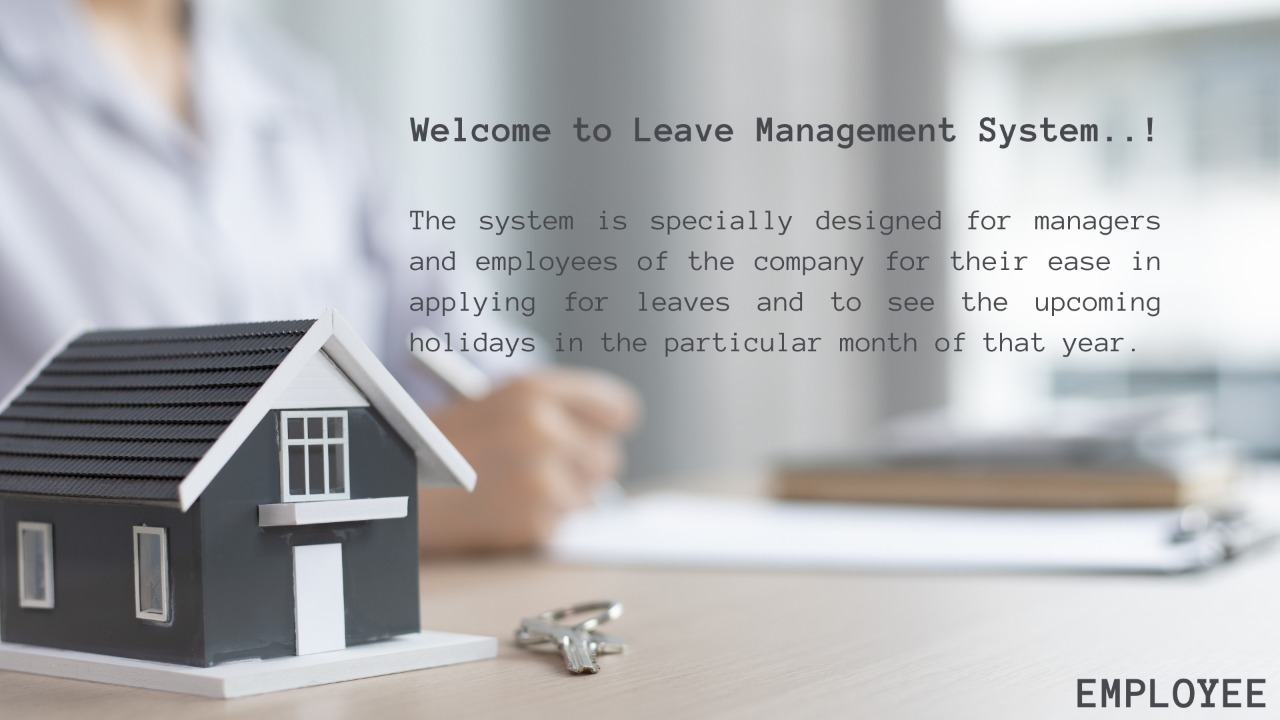 Welcome to Leave Management System..!
The system is specially designed for managers
and employees of the company for their ease in
applying for leaves and to see the upcoming
holidays in the particular month of that year.
EMPLOYEE